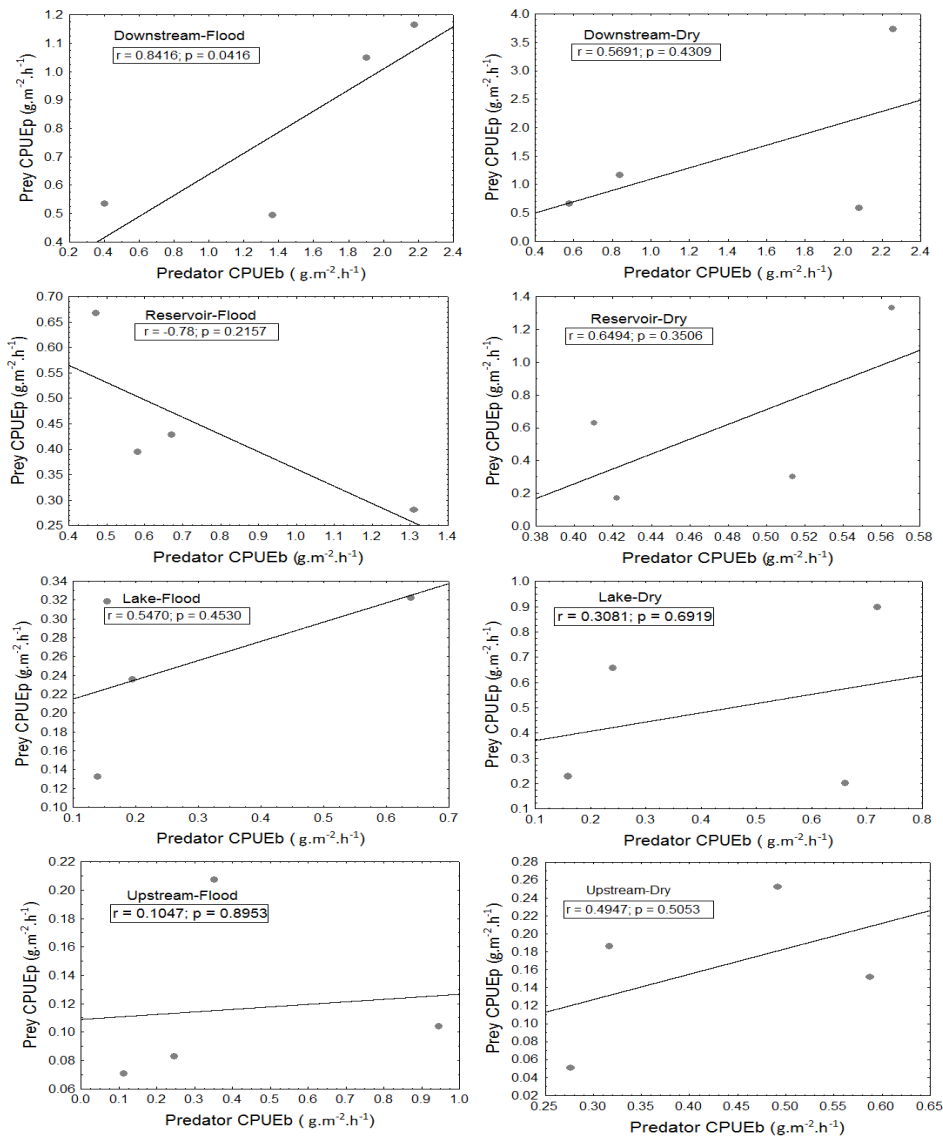 Downstream-Flood
r = 0.8416; p = 0.0416
Prey CPUEp (g.m-2.h-1)
1.2
1.1
1.0
0.9
0.8
0.7
0.6
0.5
0.4
0.2 0.4 0.6 0.8 1.0 1.2 1.4 1.6 1.8 2.0 2.2 2.4
Predator CPUEb ( g.m-2.h-1)
Downstream-Dry
r = 0.5691; p = 0.4309
Prey CPUEp (g.m-2.h-1)
4.0
3.5
3.0
2.5
2.0
1.5
1.0
0.5
0.0
0.4 0.6 0.8 1.0 1.2 1.4 1.6 1.8 2.0 2.2 2.4
Predator CPUEb ( g.m-2.h-1)
Reservoir-Flood
r = -0.78; p = 0.2157
Prey CPUEp (g.m-2.h-1)
0.70
0.65
0.60
0.55
0.50
0.45
0.40
0.35
0.30
0.25
0.4 0.5 0.6 0.7 0.8 0.9 1.0 1.1 1.2 1.3 1.4
Predator CPUEb (g.m-2.h-1)
Reservoir-Dry
r = 0.6494; p = 0.3506
Prey CPUEp (g.m-2.h-1)
1.4
1.2
1.0
0.8
0.6
0.4
0.2
0.0
0.38 0.40 0.42 0.44 0.46 0.48 0.50 0.52 0.54 0.56 0.58
Predator CPUEb (g.m-2.h-1)
Lake-Flood
r = 0.5470; p = 0.4530
Prey CPUEp (g.m-2.h-1)
0.34
0.32
0.30
0.28
0.26
0.24
0.22
0.20
0.18
0.16
0.14
0.12
0.10
0.1 0.2 0.3 0.4 0.5 0.6 0.7
Predator CPUEb ( g.m-2.h-1)
Lake-Dry
r = 0.3081; p = 0.6919
Prey CPUEp (g.m-2.h-1)
1.0
0.9
0.8
0.7
0.6
0.5
0.4
0.3
0.2
0.1
0.1 0.2 0.3 0.4 0.5 0.6 0.7 0.8
Predator CPUEb ( g.m-2.h-1)
Upstream-Flood
r = 0.1047; p = 0.8953
Prey CPUEp (g.m-2.h-1)
0.22
0.20
0.18
0.16
0.14
0.12
0.10
0.08
0.06
0.0 0.1 0.2 0.3 0.4 0.5 0.6 0.7 0.8 0.9 1.0
Predator CPUEb ( g.m-2.h-1)
Upstream-Dry
r = 0.4947; p = 0.5053
Prey CPUEp (g.m-2.h-1)
0.28
0.26
0.24
0.22
0.20
0.18
0.16
0.14
0.12
0.10
0.08
0.06
0.04
0.02
0.25 0.30 0.35 0.40 0.45 0.50 0.55 0.60 0.65
Predator CPUEb ( g.m-2.h-1)